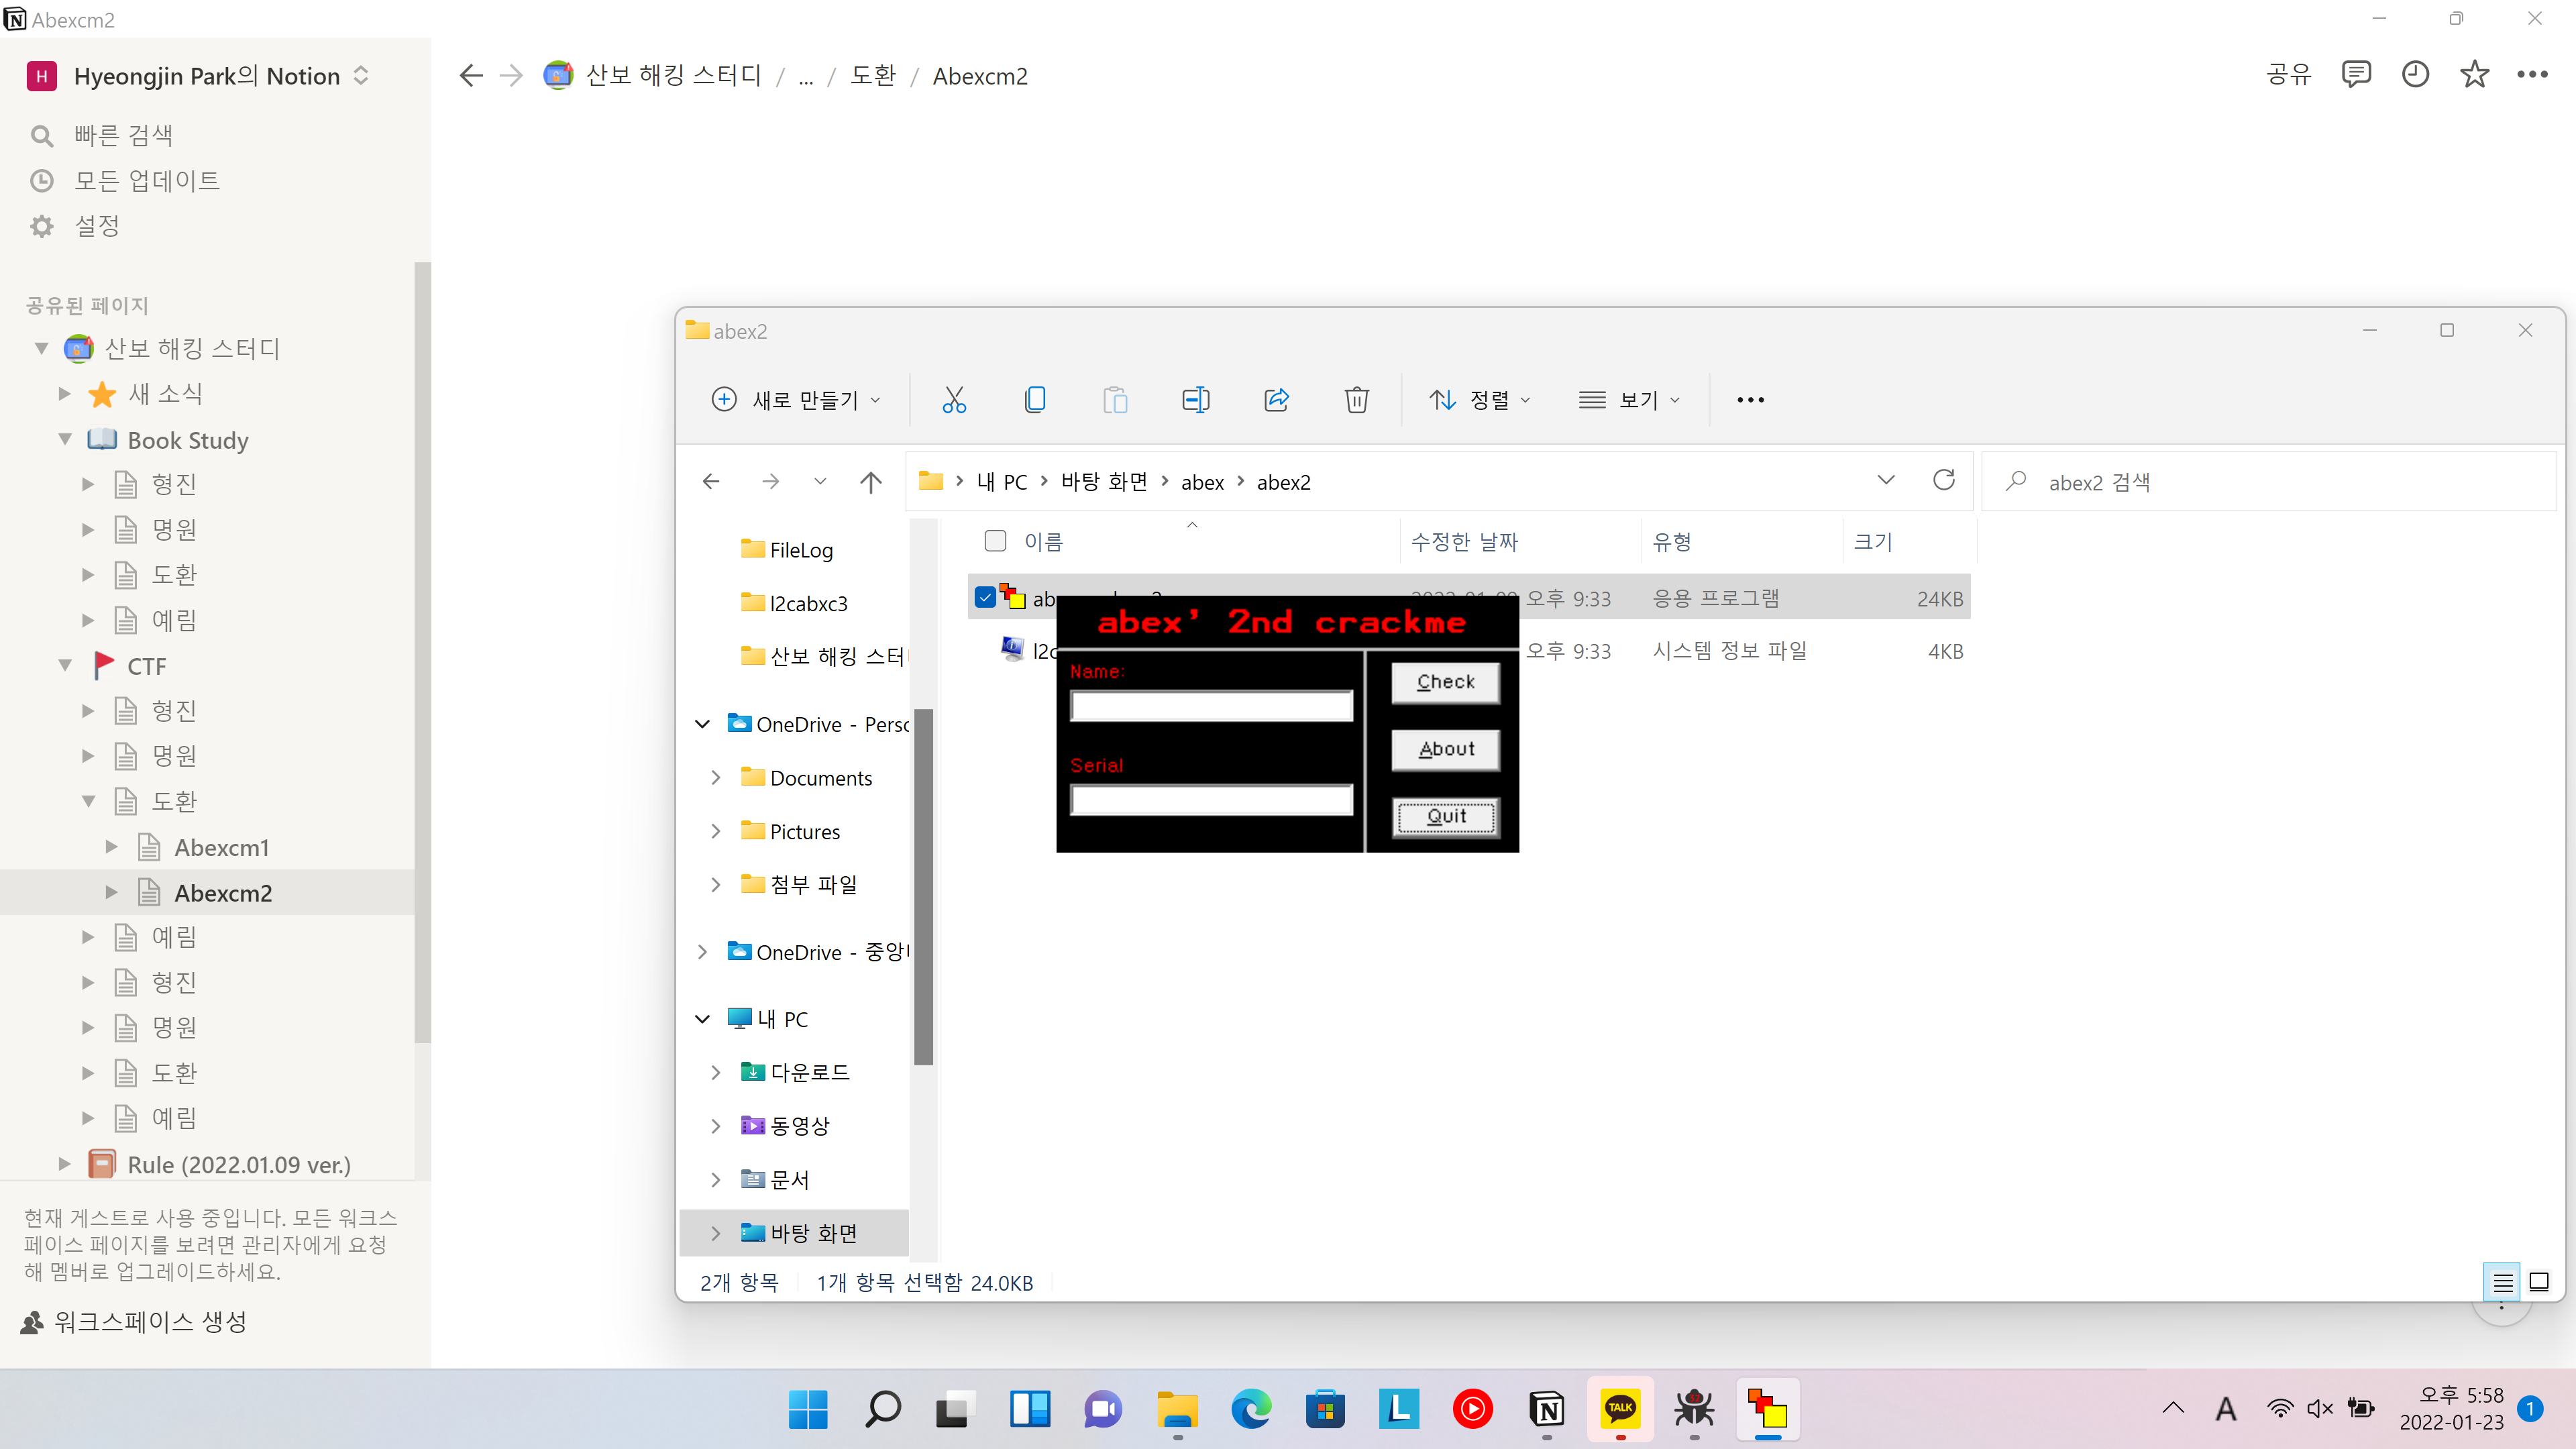 Abexcm2
H
Hyeongjin Park의 Notion
산보 해킹 스터디 / ... / 도환 / Abexcm2
공유
빠른 검색
모든 업데이트
설정
공유된 페이지
산보 해킹 스터디
새 소식
Book Study
형진
명원
도환
예림
CTF
형진
명원
도환
Abexcm1
Abexcm2
예림
형진
명원
도환
예림
Rule (2022.01.09 ver.)
현재 게스트로 사용 중입니다. 모든 워크스
페이스 페이지를 보려면 관리자에게 요청
해 멤버로 업그레이드하세요.
워크스페이스 생성
abex2
새로 만들기
정렬
보기
내 PC > 바탕 화면 > abex > abex2
abex2 검색
FileLog
l2cabxc3
산보 해킹 스터
OneDrive - Persc
Documents
Pictures
첨부 파일
OneDrive - 중앙
내 PC
다운로드
동영상
문서
바탕 화면
이름
수정한 날짜
유형
크기
오후 9:33
응용 프로그램
24KB
오후 9:33
시스템 정보 파일
4KB
abex' 2nd crackme
Name:
Serial
Check
About
Quit
2개 항목
1개 항목 선택함 24.0KB
L
N
TALK
A
오후 5:58
2022-01-23
1